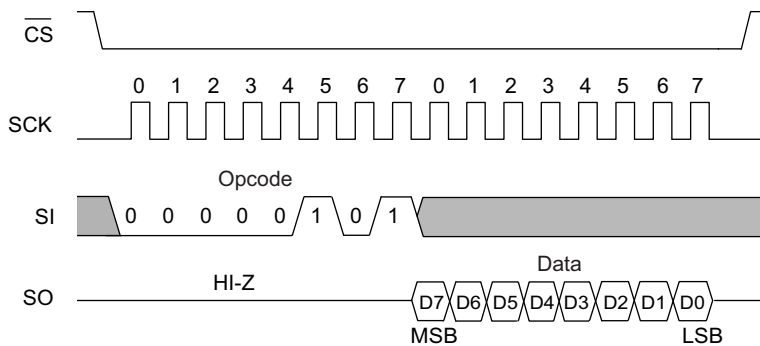 CS
0 1 2 3 4 5 6 7 0 1 2 3 4 5 6 7
SCK
Opcode
SI 0 0 0 0 0 1 0 1
HI-Z Data
SO D7 D6 D5 D4 D3 D2 D1 D0
MSB LSB